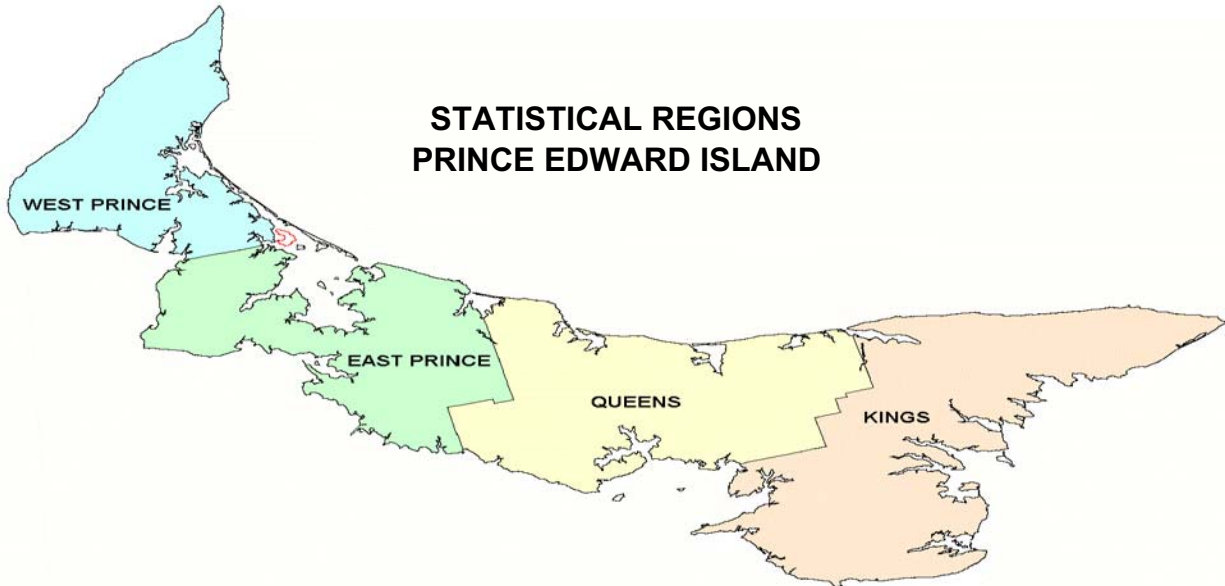 STATISTICAL REGIONS
PRINCE EDWARD ISLAND
WEST PRINCE
EAST PRINCE
QUEENS
KINGS